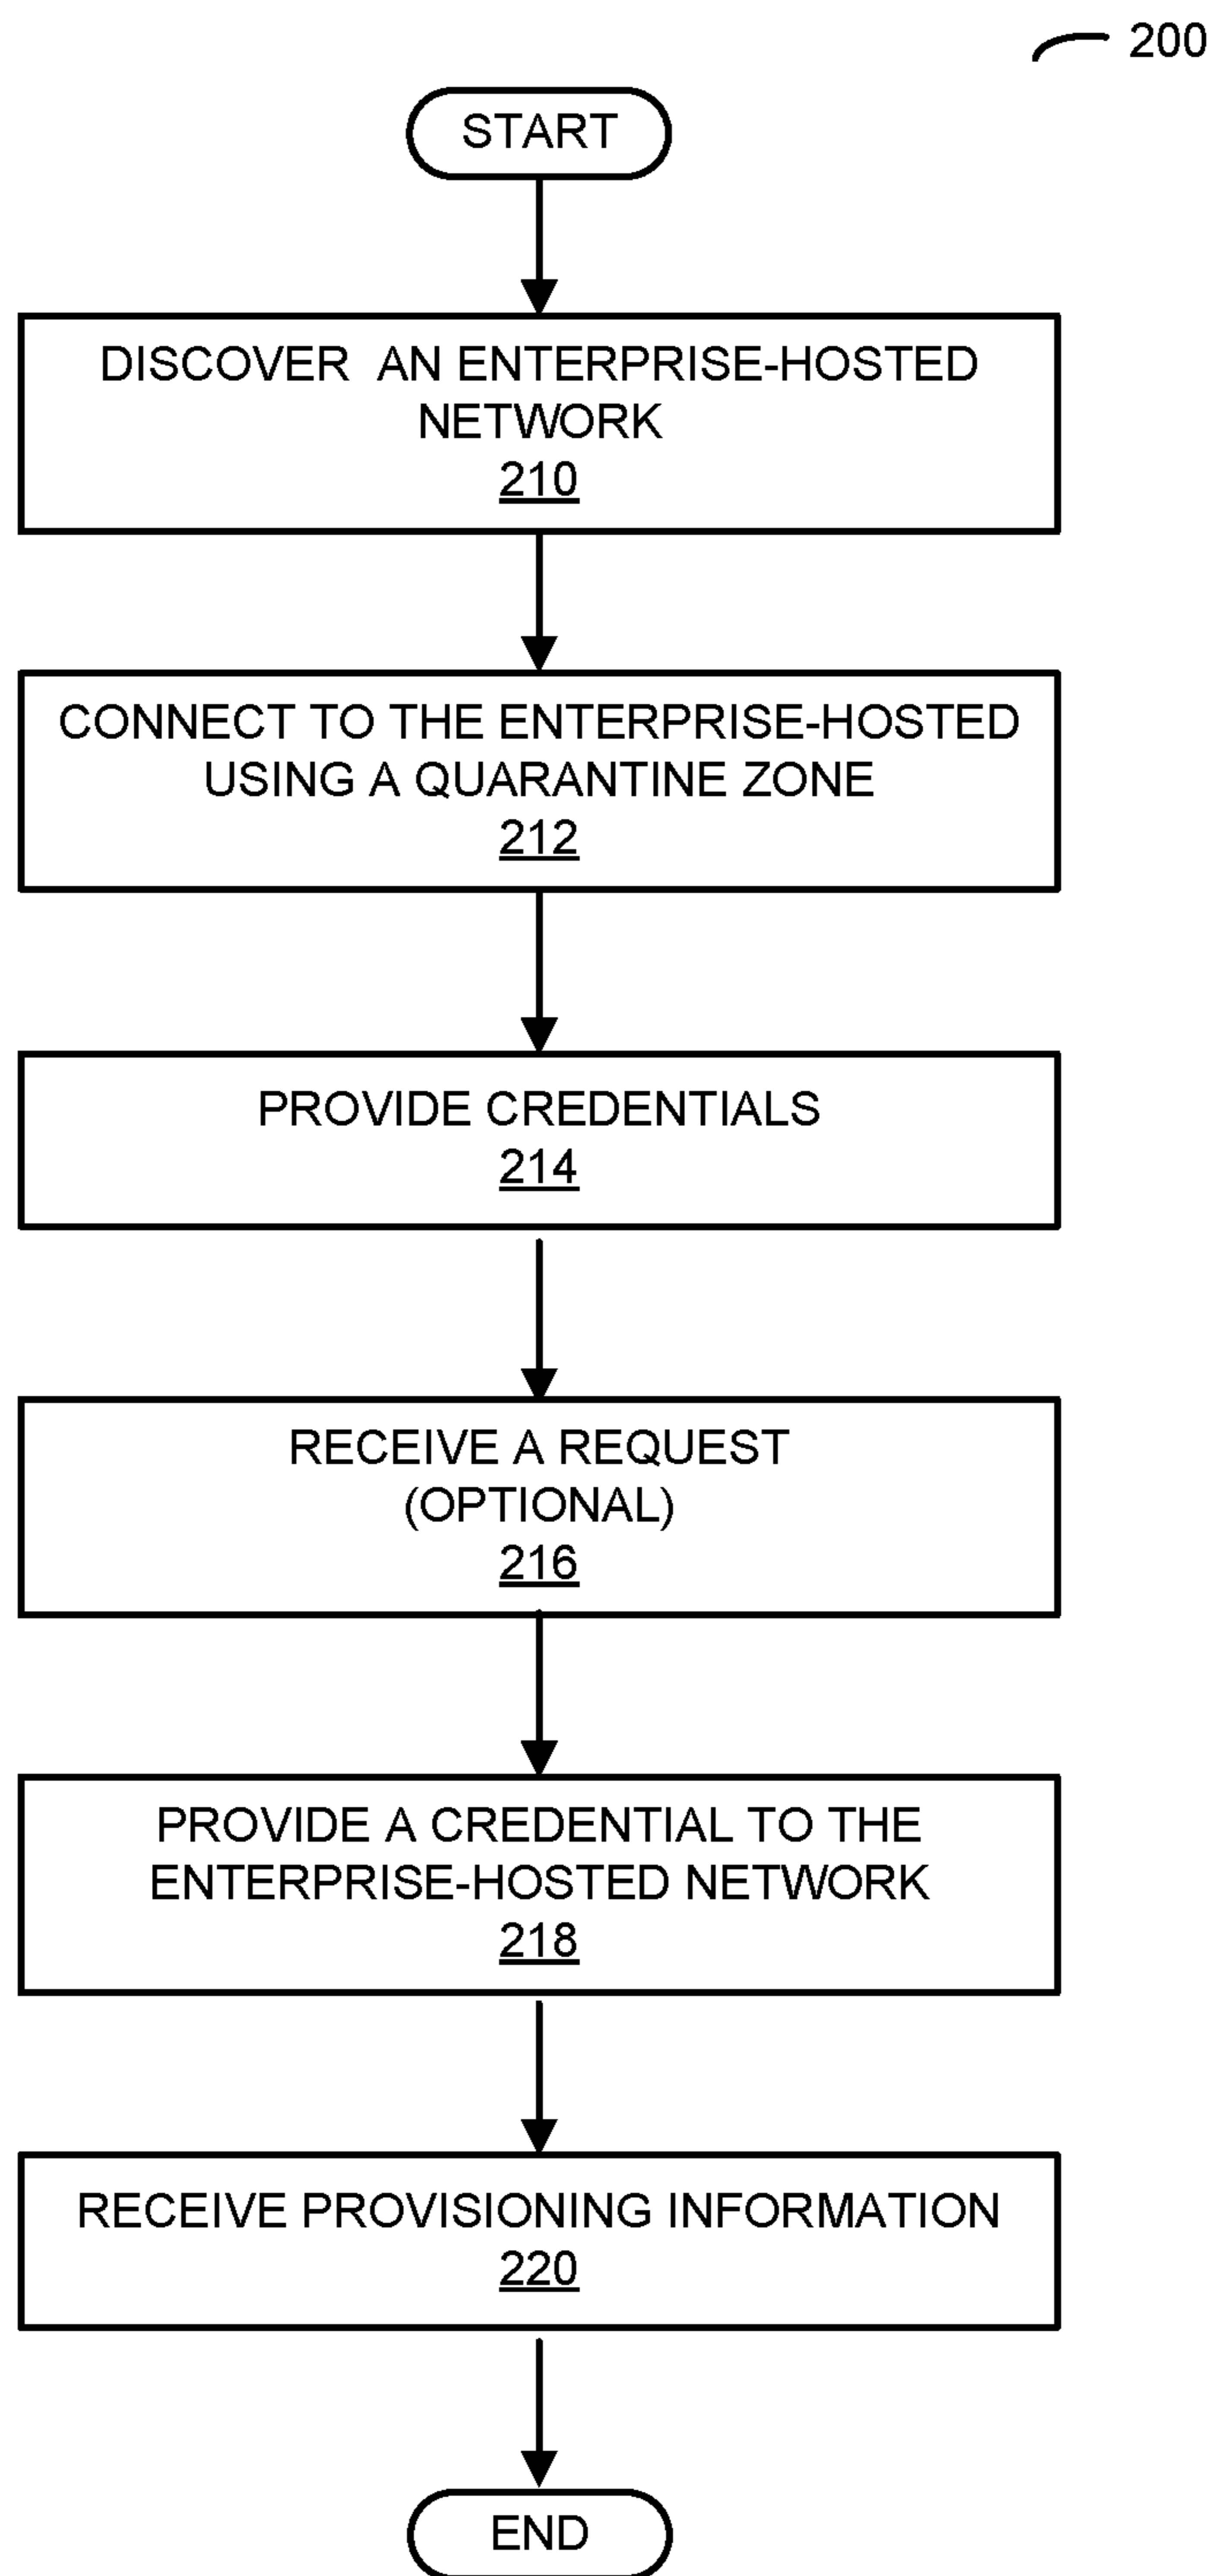 200
START
DISCOVER AN ENTERPRISE-HOSTED
NETWORK
210
CONNECT TO THE ENTERPRISE-HOSTED
USING A QUARANTINE ZONE
212
PROVIDE CREDENTIALS
214
RECEIVE A REQUEST
(OPTIONAL)
216
PROVIDE A CREDENTIAL TO THE
ENTERPRISE-HOSTED NETWORK
218
RECEIVE PROVISIONING INFORMATION
220
END